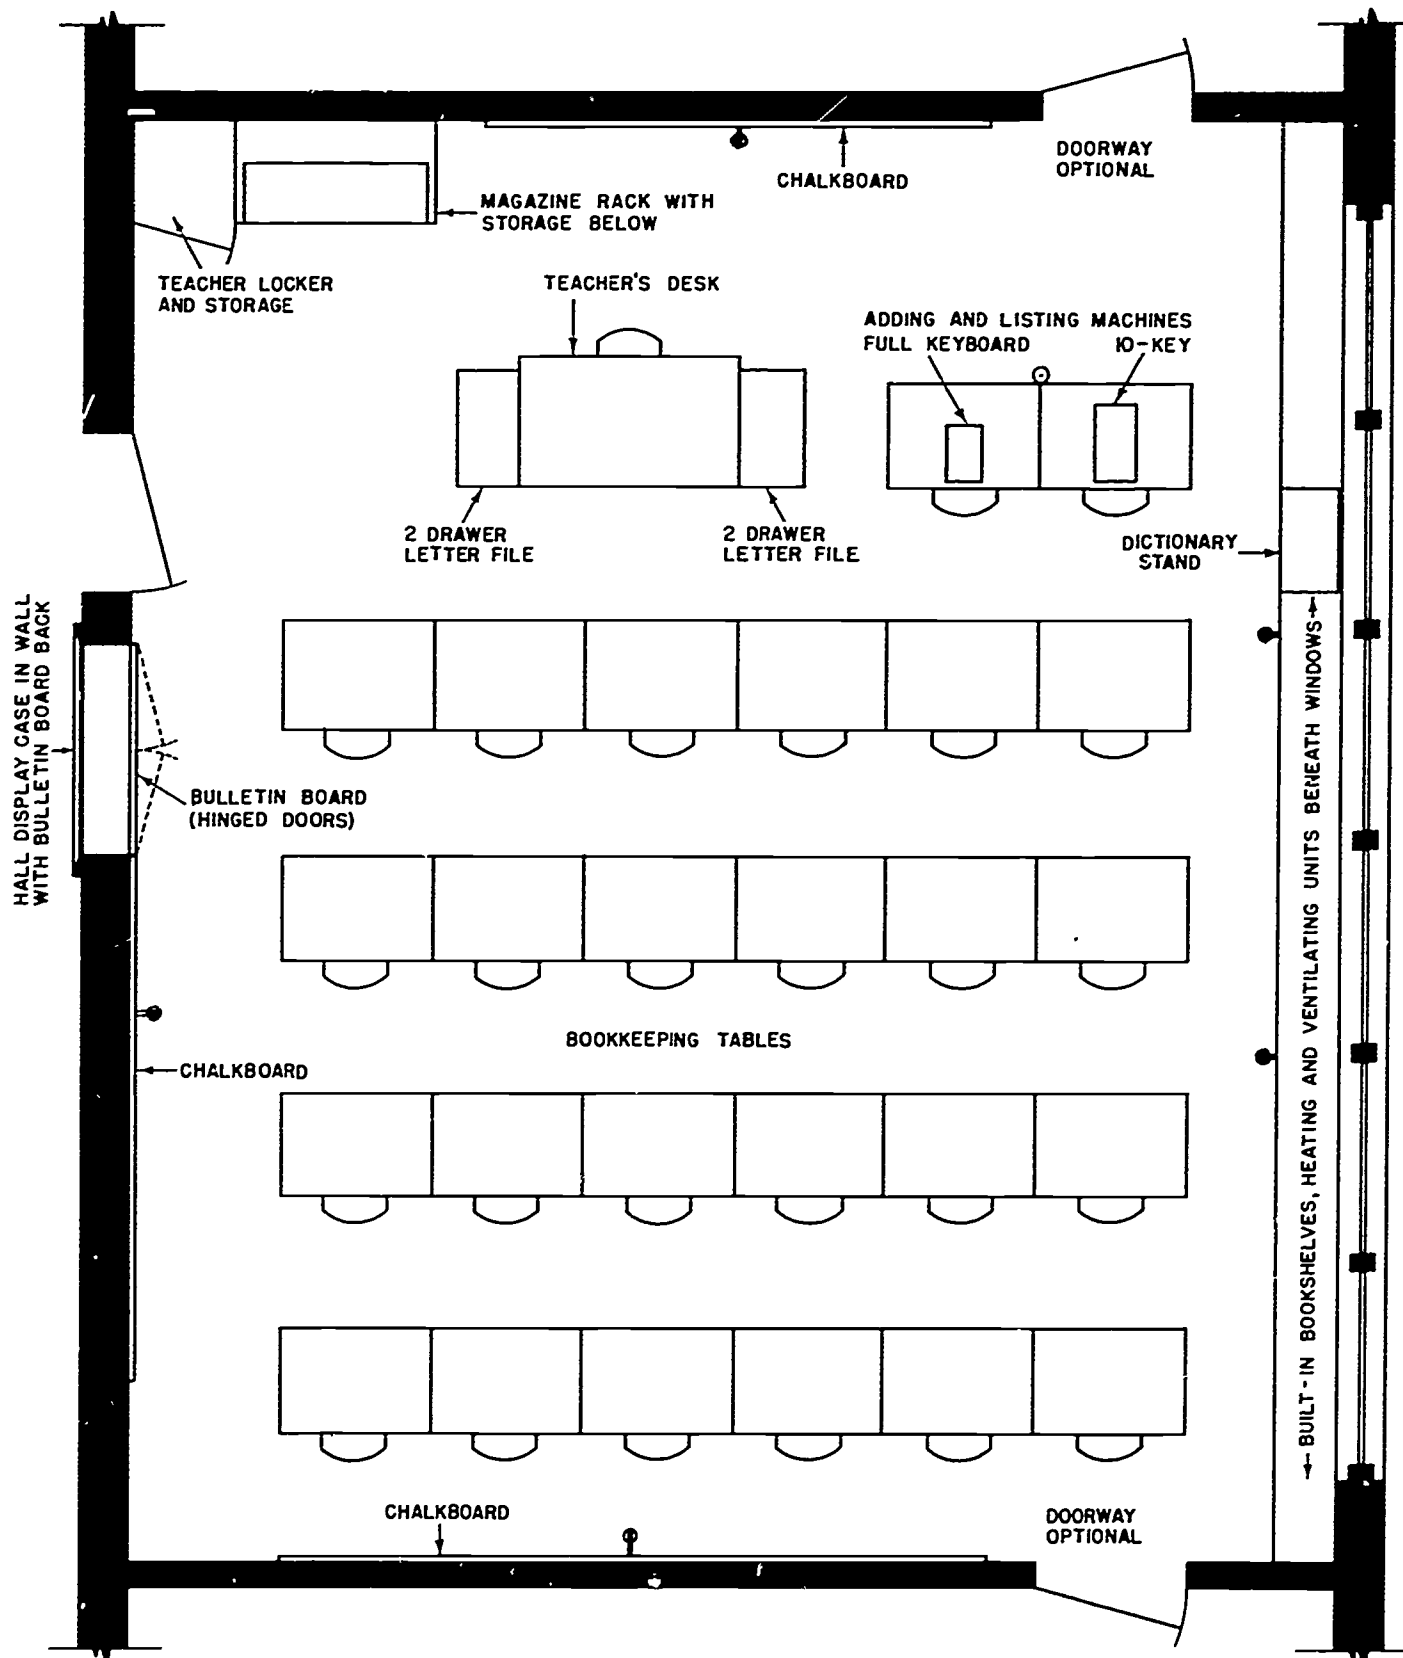 DOORWAY
OPTIONAL
CHALKBOARD
MAGAZINE RACK WITH
STORAGE BELOW
TEACHER LOCKER
AND STORAGE
TEACHER'S DESK
ADDING AND LISTING MACHINES
FULL KEYBOARD 10-KEY
2 DRAWER
LETTER FILE
2 DRAWER
LETTER FILE
DICTIONARY
STAND
HALL DISPLAY CASE IN WALL
WITH BULLETIN BOARD BACK
BULLETIN BOARD
(HINGED DOORS)
BUILT-IN BOOKSHELVES, HEATING AND VENTILATING UNITS BENEATH WINDOWS
BOOKKEEPING TABLES
CHALKBOARD
CHALKBOARD
DOORWAY
OPTIONAL